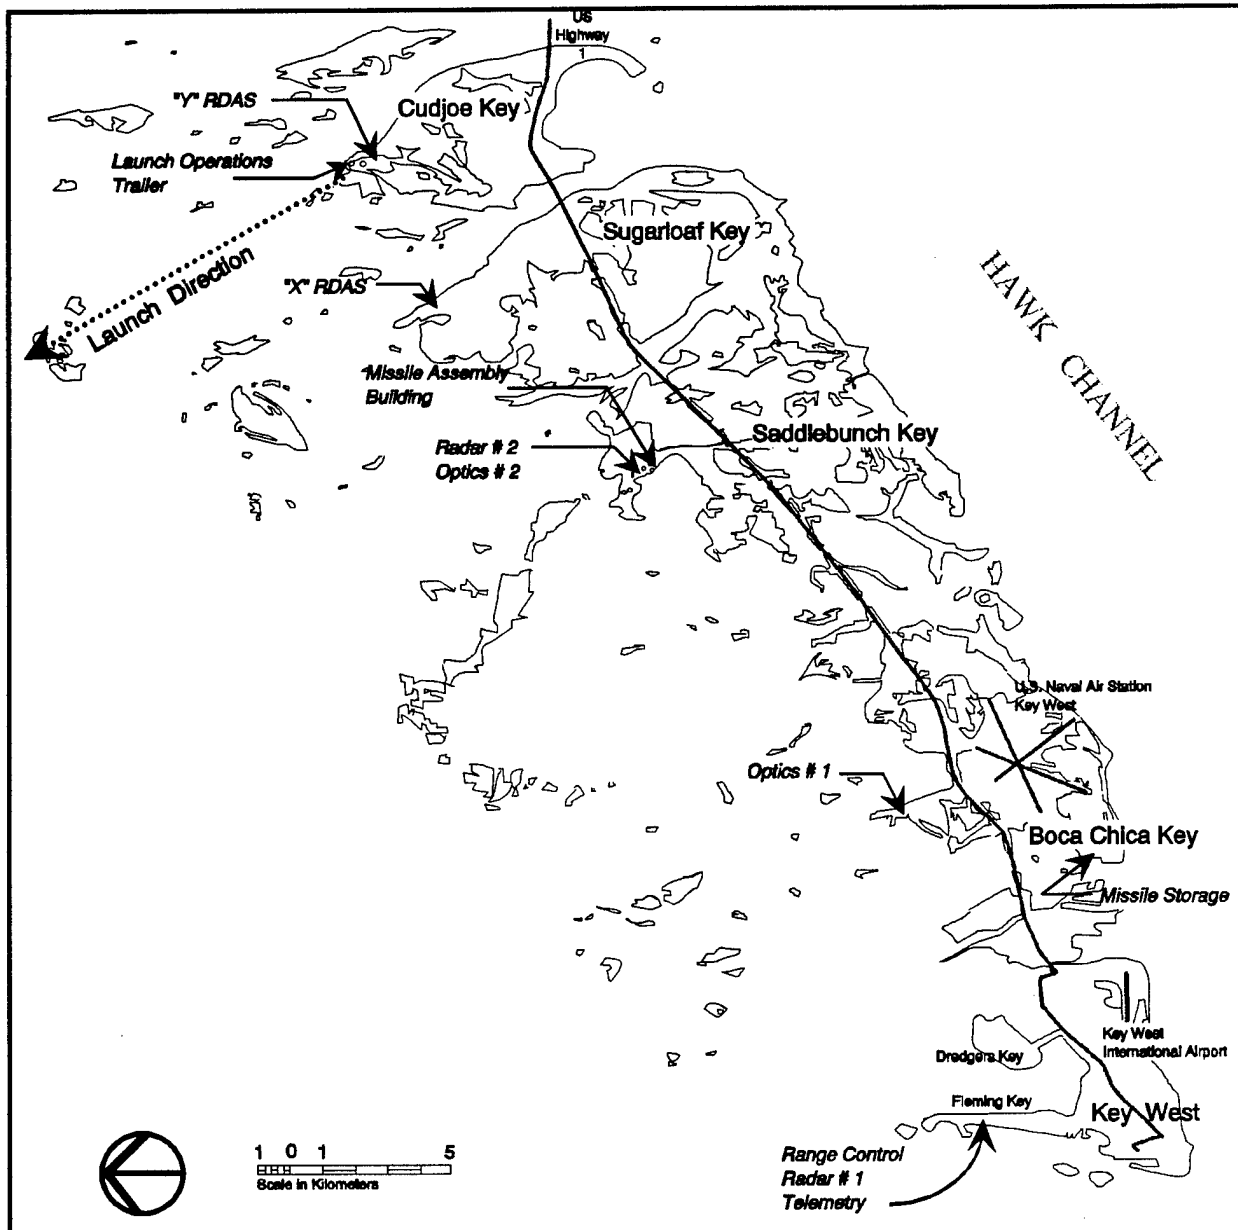 US
Highway
1
"Y" RDAS
Cudjoe Key
Launch Operations
Trailer
Sugarloaf Key
Launch Direction
"X" RDAS
HAWK CHANNEL
Missile Assembly
Building
Saddlebunch Key
Radar # 2
Optics # 2
U.S. Naval Air Station
Key West
Optics # 1
Boca Chica Key
Missile Storage
Key West
International Airport
Dredgers Key
Fleming Key
Key West
1 0 1 5
Scale in Kilometers
Range Control
Radar # 1
Telemetry